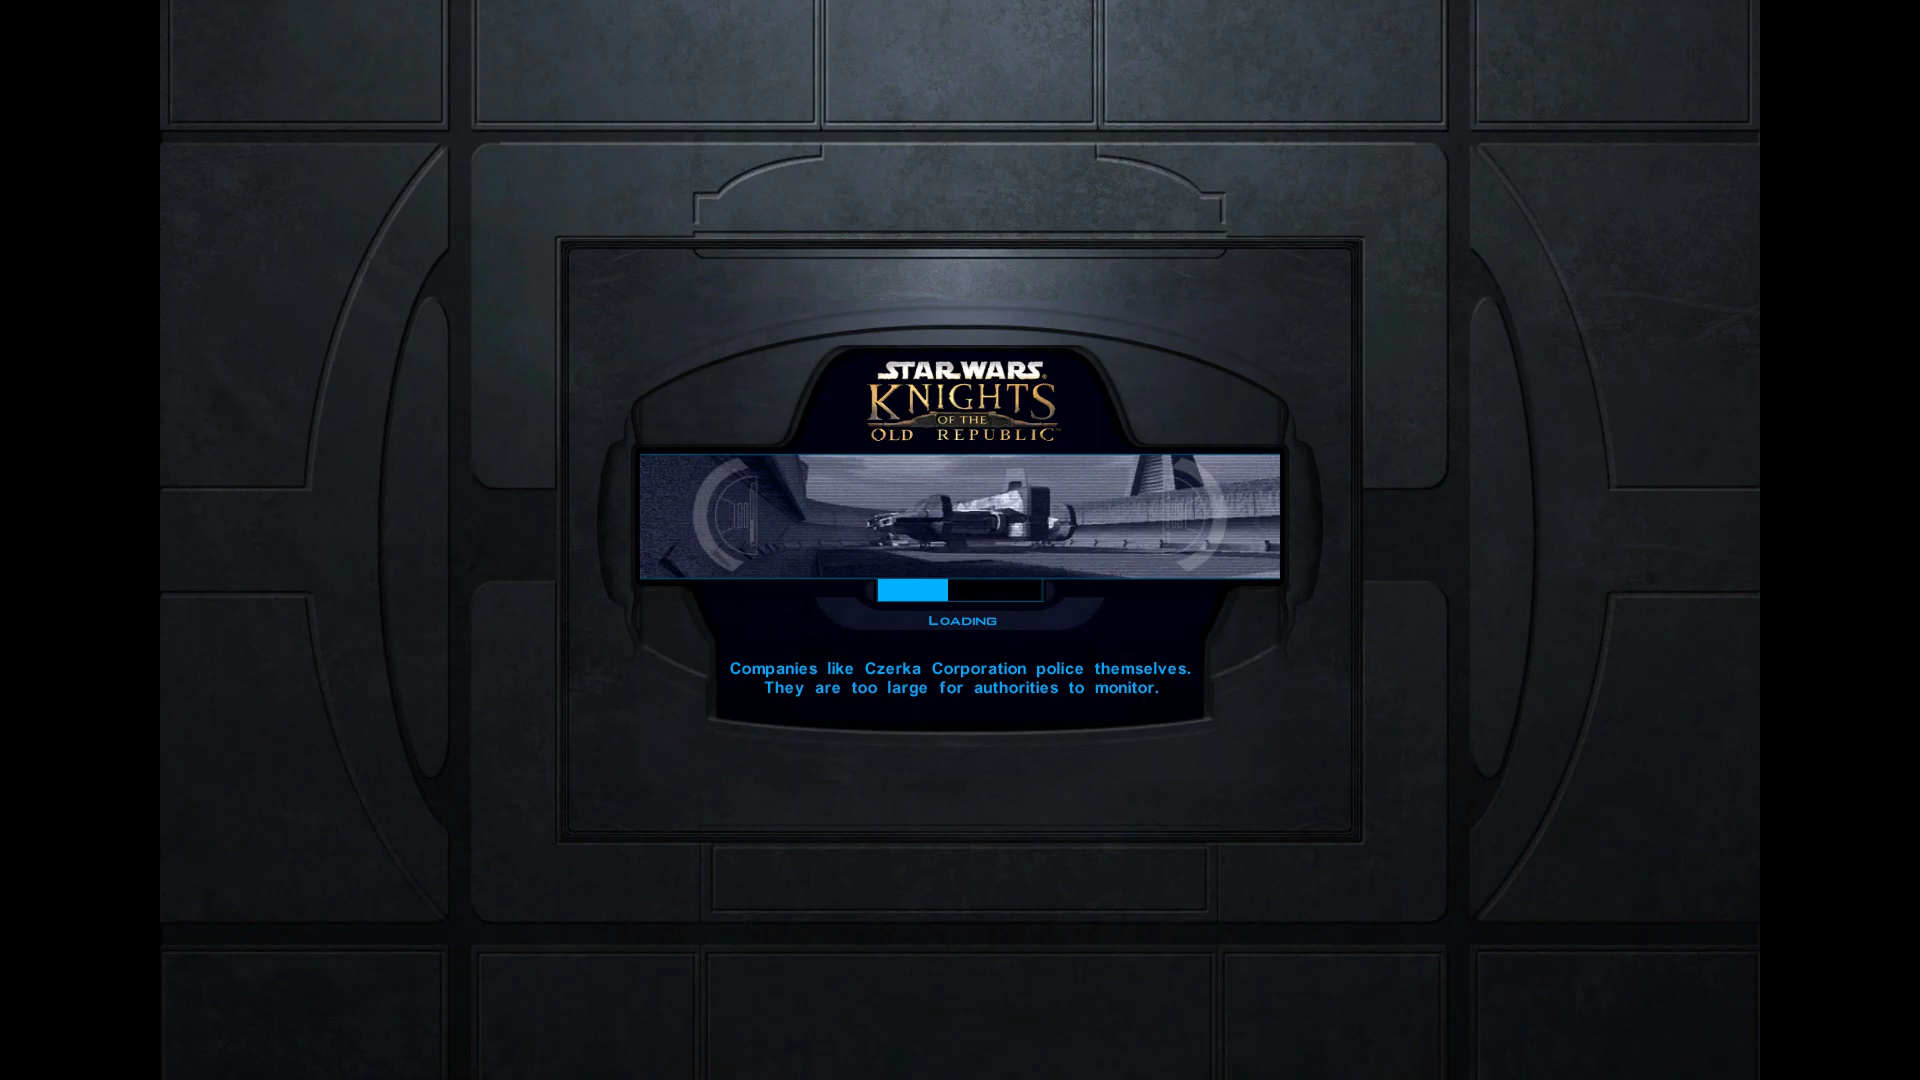 STAR WARS
KNIGHTS
OF THE
OLD REPUBLIC™
LOADING
Companies like Czerka Corporation police themselves.
They are too large for authorities to monitor.